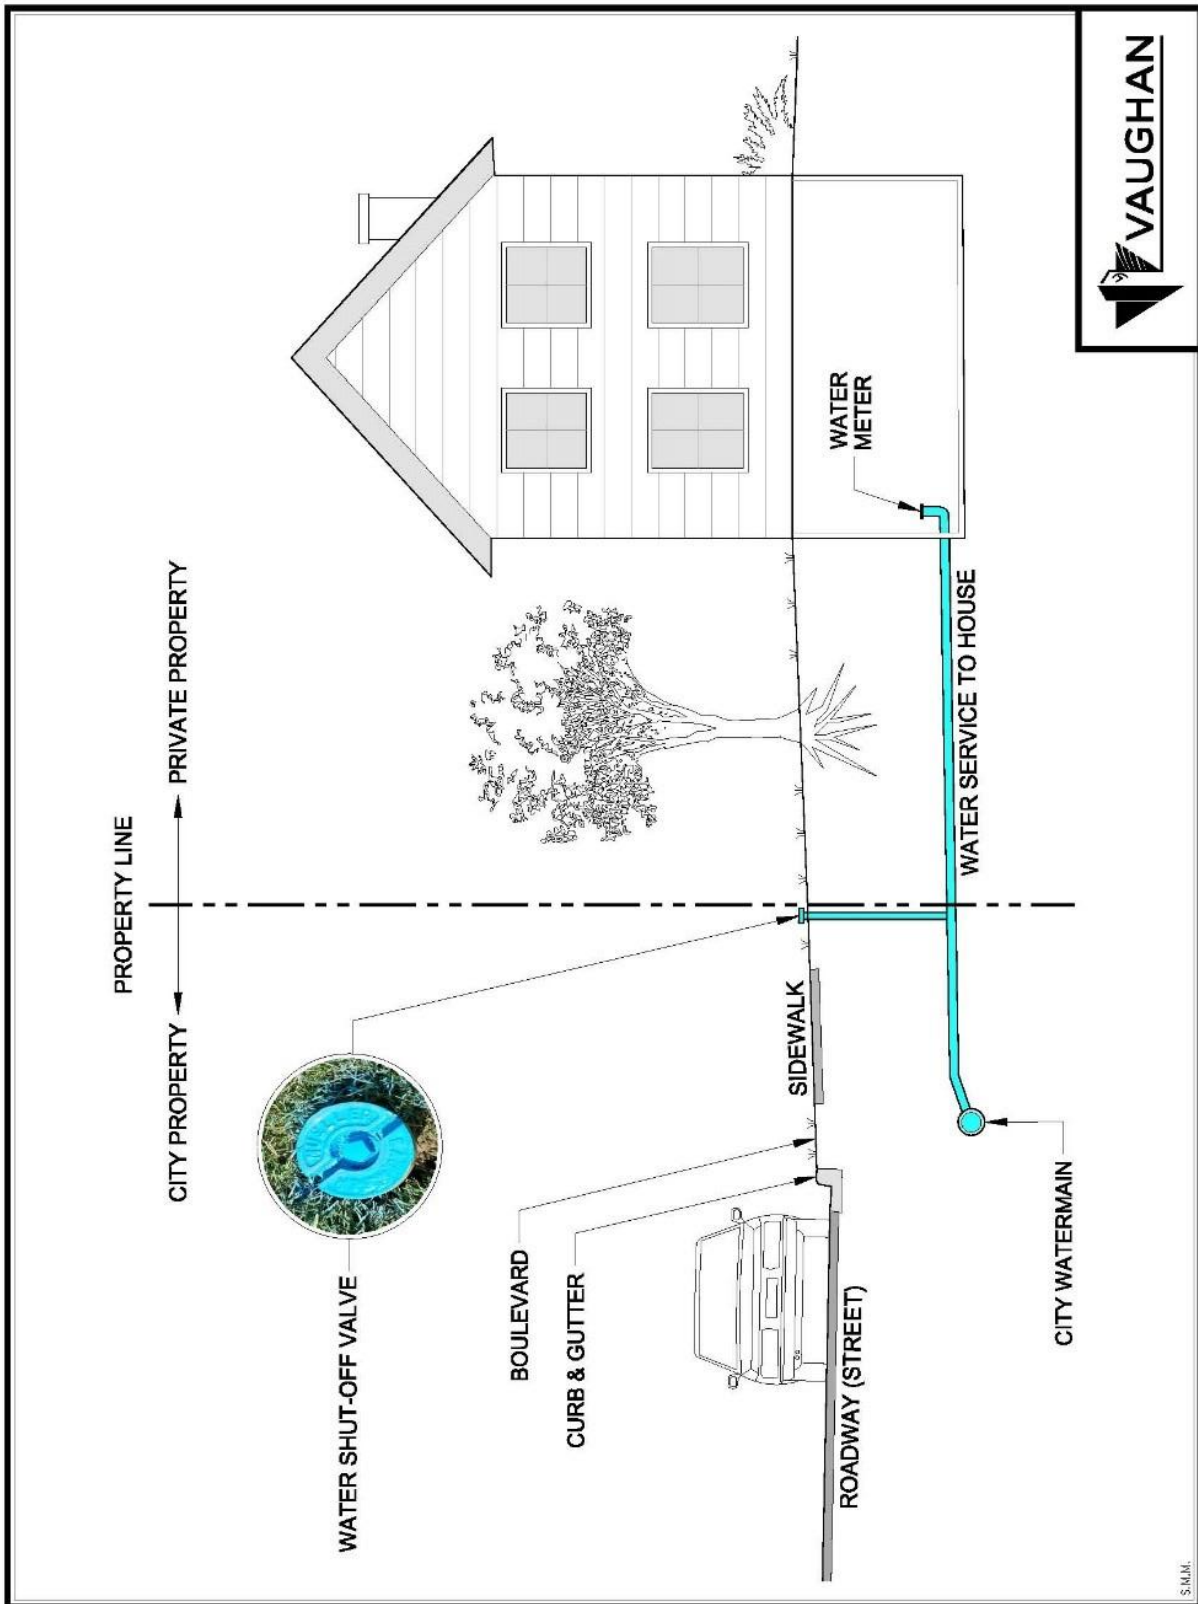 PROPERTY LINE
CITY PROPERTY
PRIVATE PROPERTY
WATER SHUT-OFF VALVE
MUELLER
BOULEVARD
CURB & GUTTER
SIDEWALK
ROADWAY (STREET)
WATER
METER
WATER SERVICE TO HOUSE
CITY WATERMAIN
VAUGHAN
S.M.M.